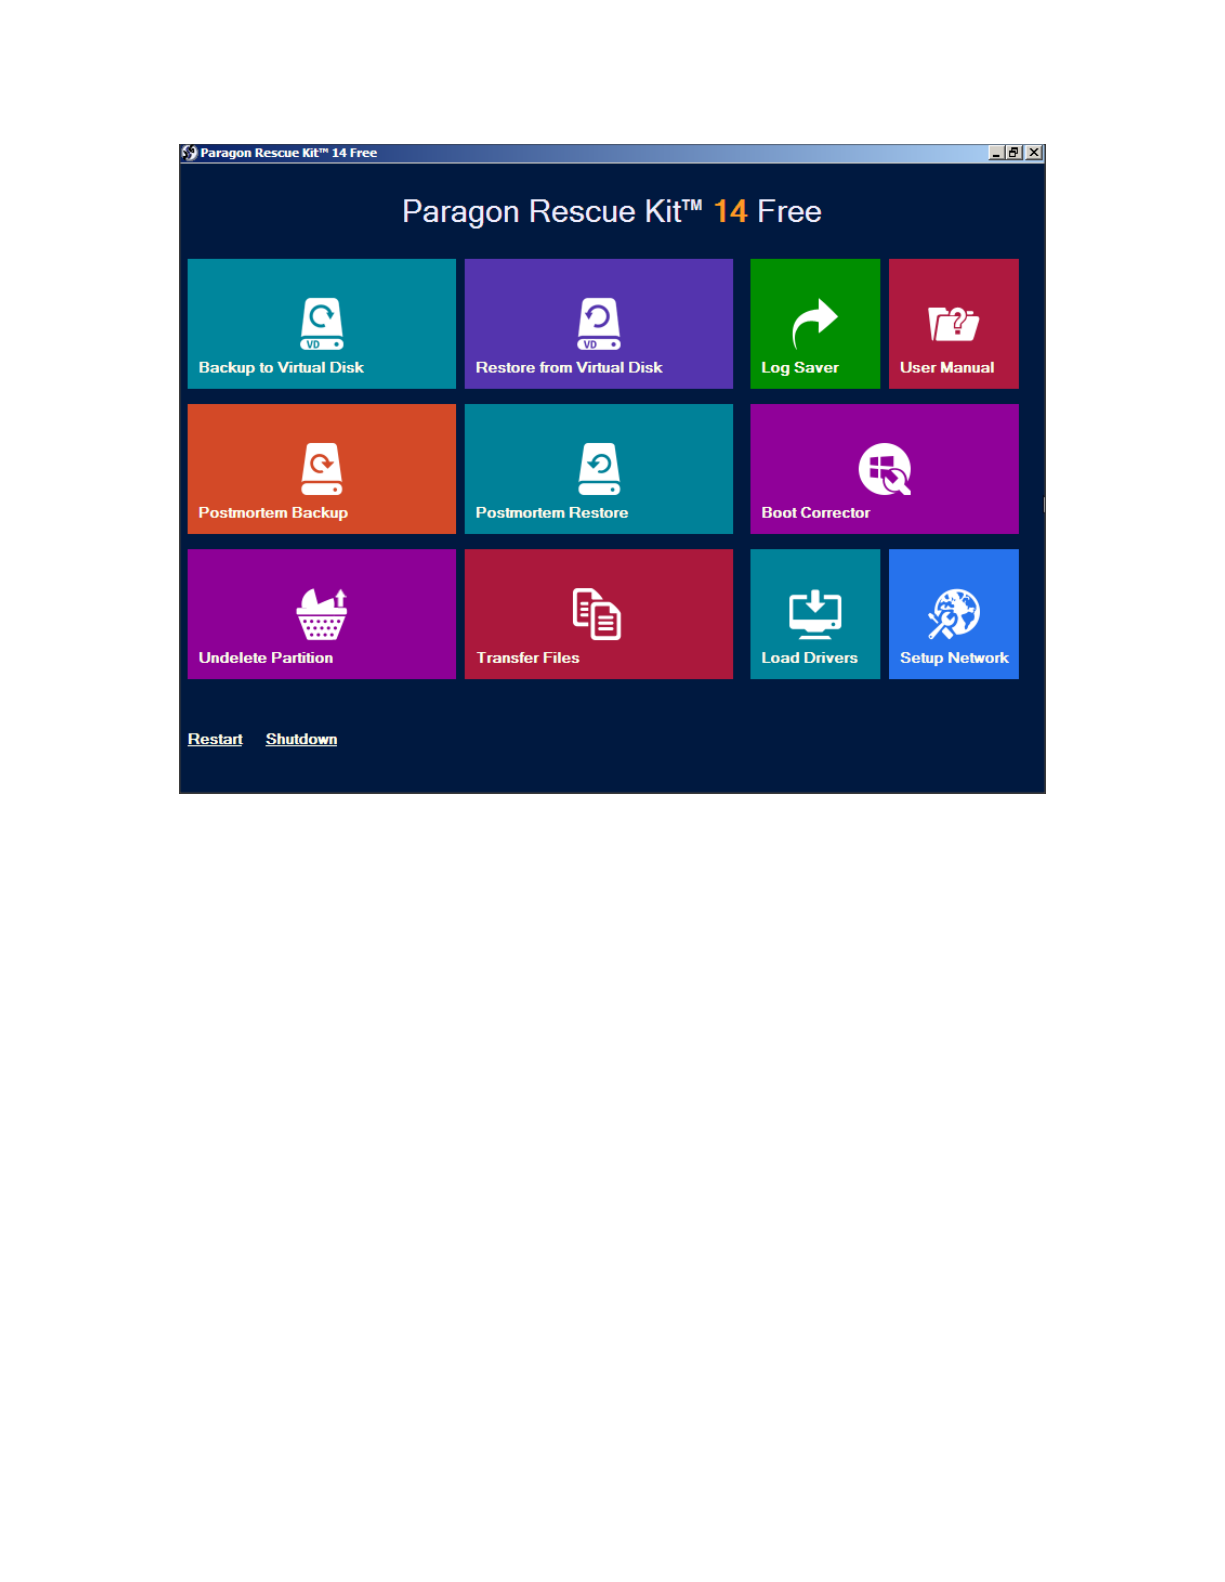 Paragon Rescue Kit™ 14 Free
Paragon Rescue Kit™ 14 Free
VD
Backup to Virtual Disk
VD
Restore from Virtual Disk
Log Saver
User Manual
Postmortem Backup
Postmortem Restore
Boot Corrector
Undelete Partition
Transfer Files
Load Drivers
Setup Network
Restart Shutdown